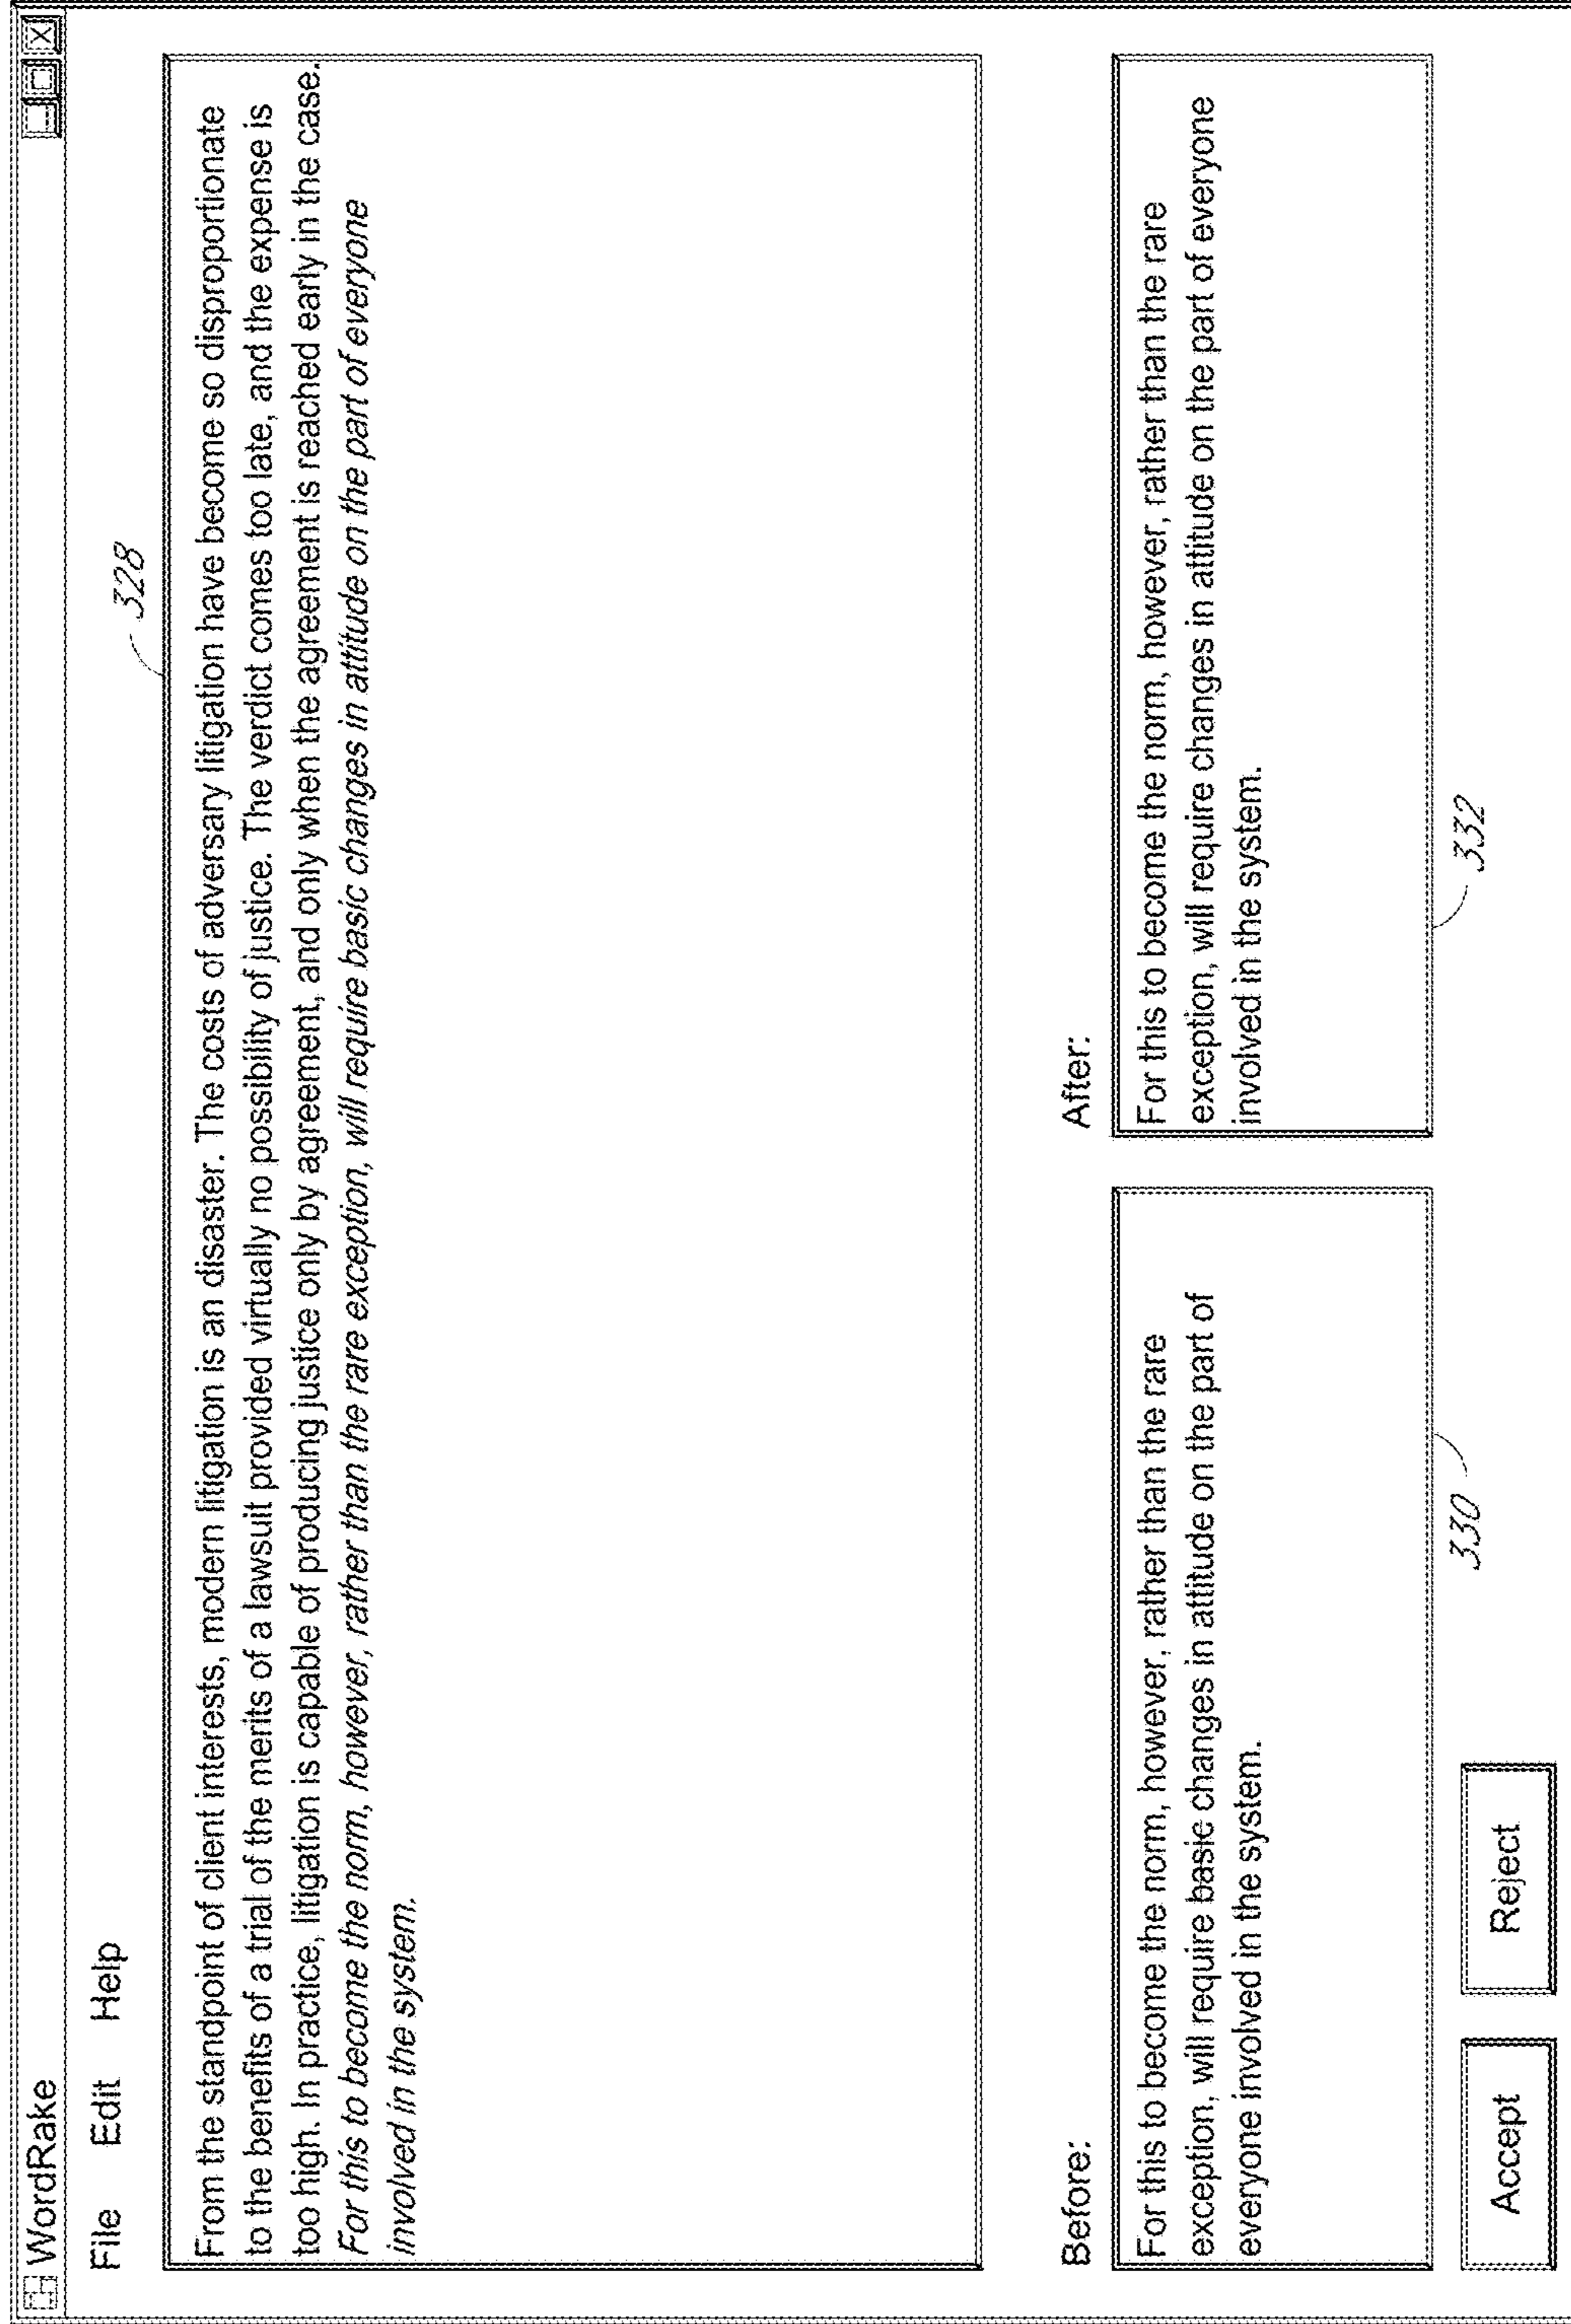 WordRake
File Edit Help
328
From the standpoint of client interests, modern litigation is an disaster. The costs of adversary litigation have become so disproportionate
to the benefits of a trial of the merits of a lawsuit provided virtually no possibility of justice. The verdict comes too late, and the expense is
too high. In practice, litigation is capable of producing justice only by agreement, and only when the agreement is reached early in the case.
For this to become the norm, however, rather than the rare exception, will require basic changes in attitude on the part of everyone
involved in the system.
Before:
For this to become the norm, however, rather than the rare
exception, will require basic changes in attitude on the part of
everyone involved in the system.
330
After:
For this to become the norm, however, rather than the rare
exception, will require changes in attitude on the part of everyone
involved in the system.
332
Accept
Reject